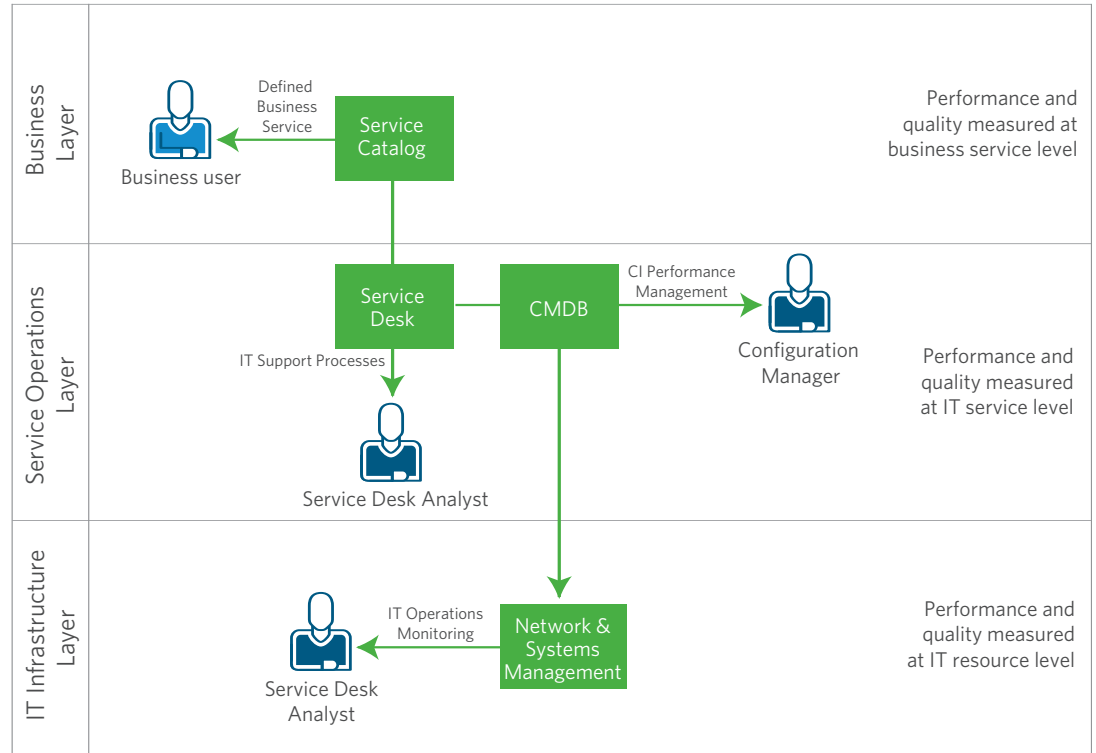 Business
Layer
Defined
Business
Service
Service
Catalog
Business user
Performance and
quality measured at
business service level
Service Operations
Layer
Service
Desk
CMDB
CI Performance
Management
Configuration
Manager
IT Support Processes
Service Desk Analyst
Performance and
quality measured
at IT service level
IT Infrastructure
Layer
IT Operations
Monitoring
Network &
Systems
Management
Service Desk
Analyst
Performance and
quality measured
at IT resource level